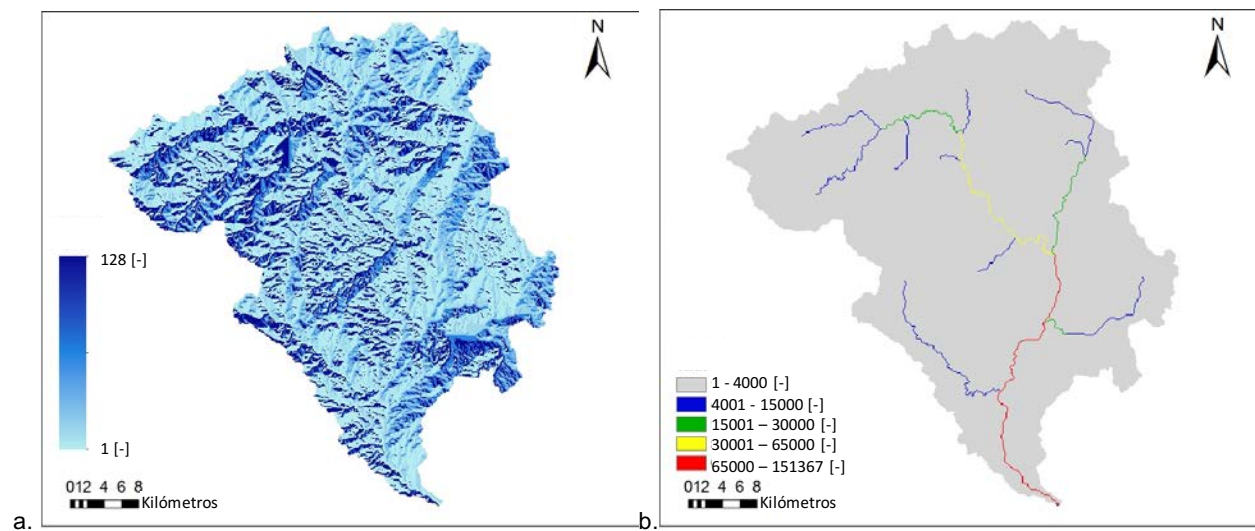 N
128 [-]
1 [-]
012 4 6 8
Kilómetros
a.
N
1 - 4000 [-]
4001 - 15000 [-]
15001 – 30000 [-]
30001 – 65000 [-]
65000 – 151367 [-]
012 4 6 8
Kilómetros
b.